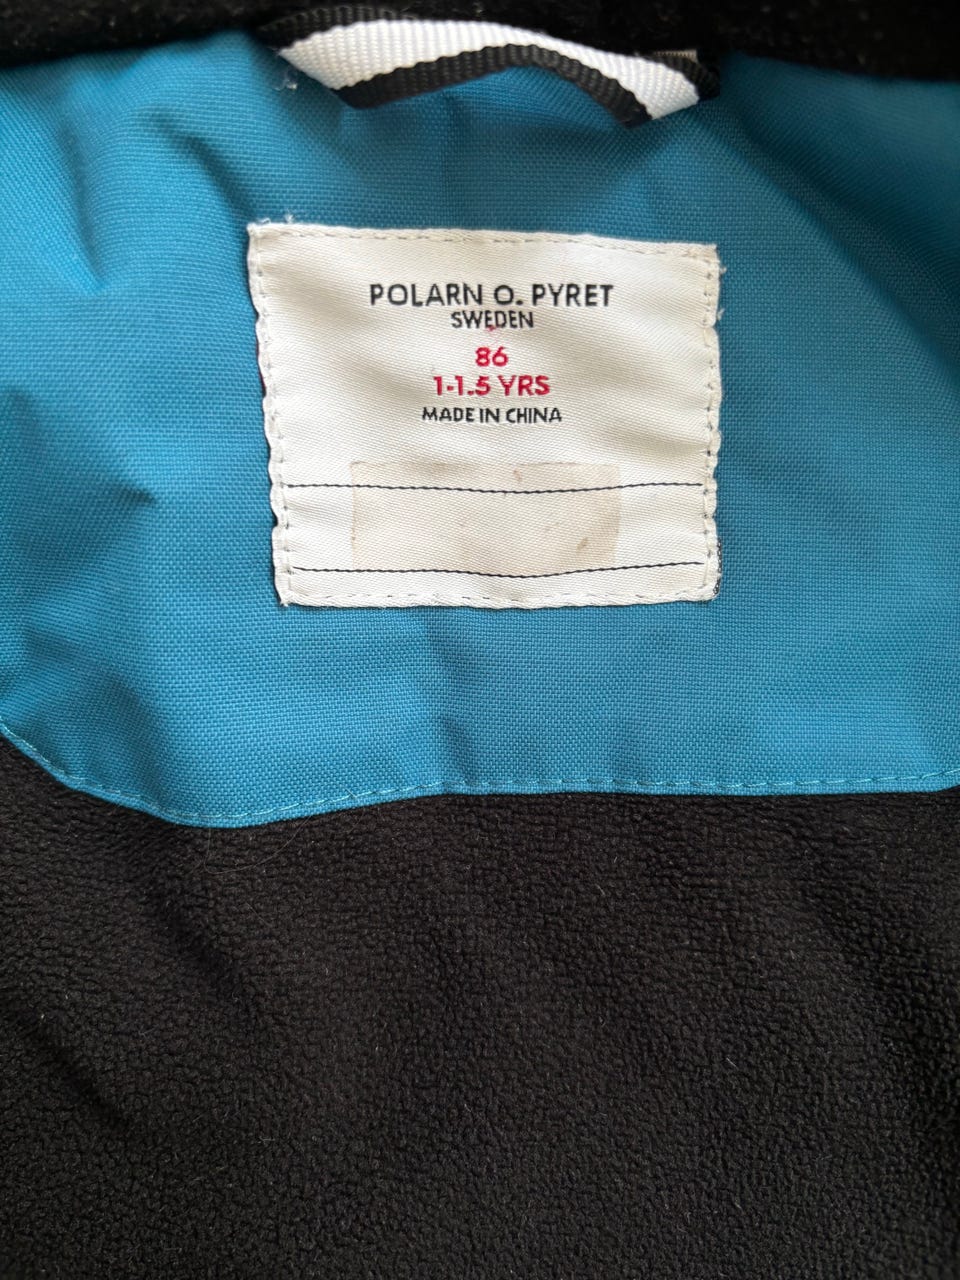 POLARN O. PYRET
SWEDEN
86
1-1.5 YRS
MADE IN CHINA